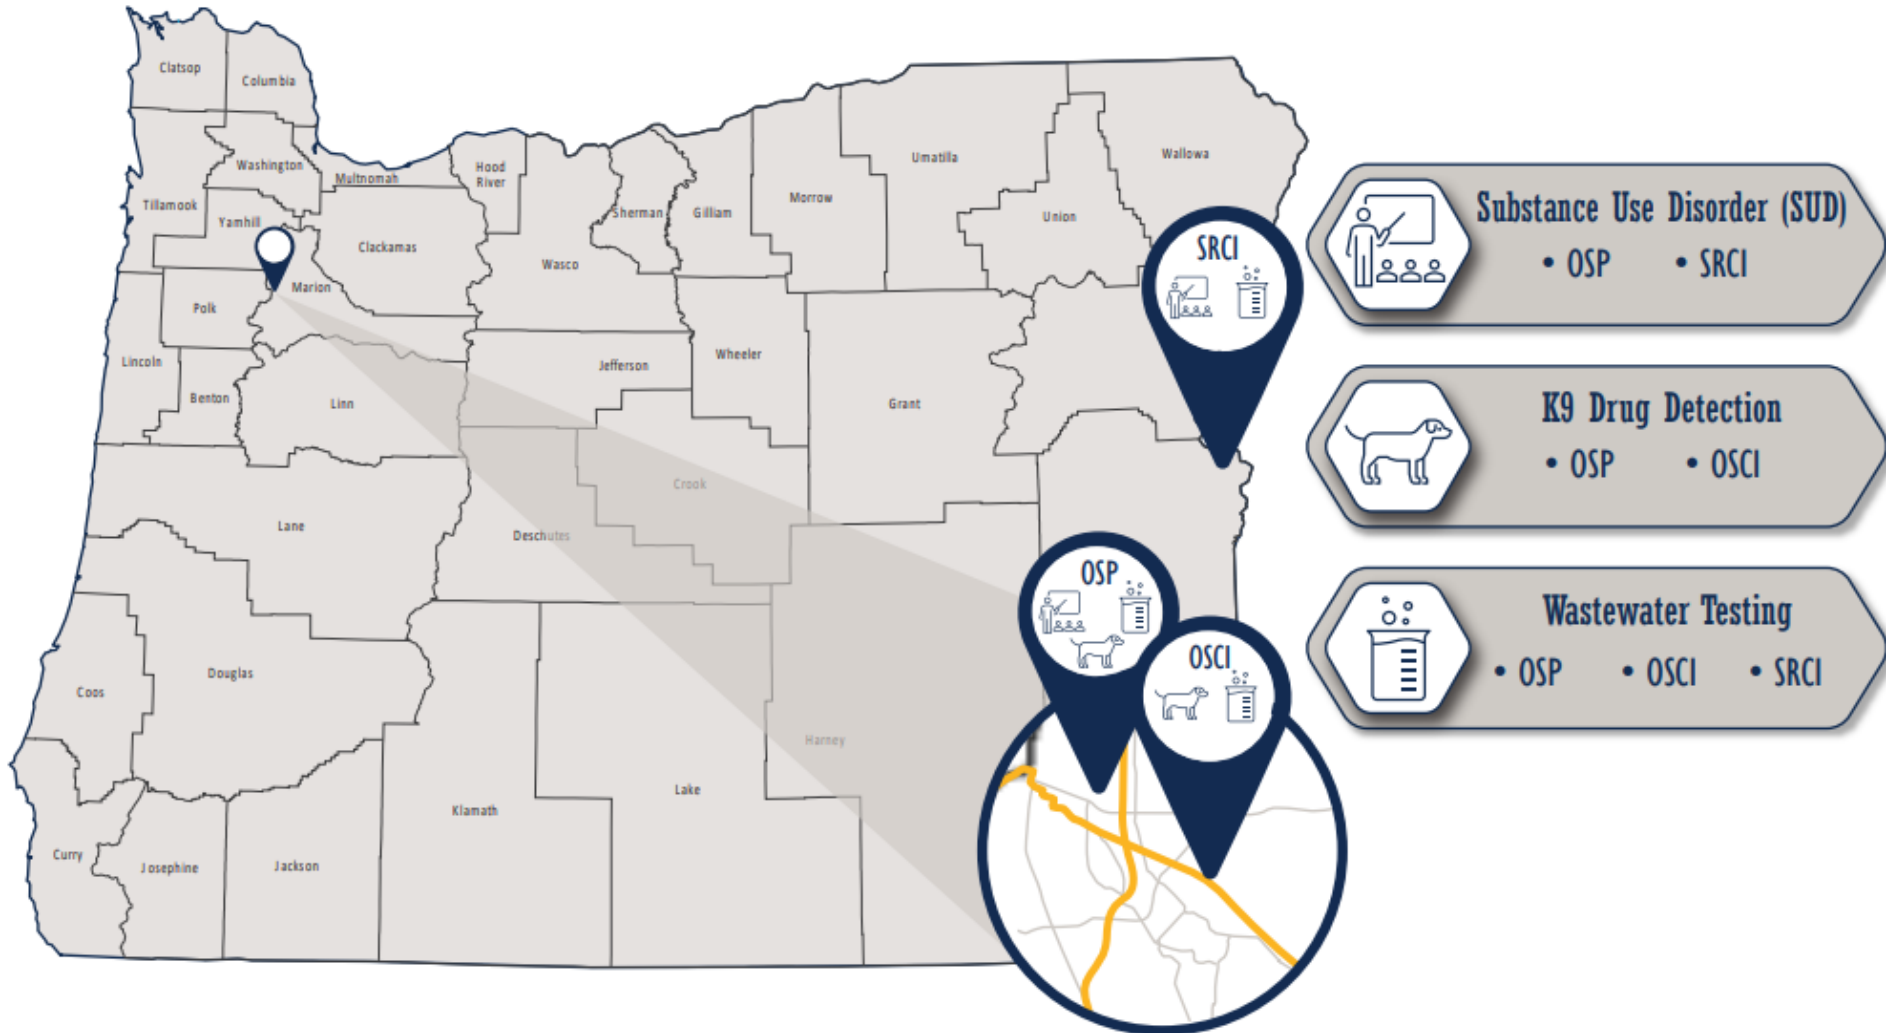 Clatsop
Columbia
Washington
Multnomah
Hood
River
Tillamook
Yamhill
Clackamas
Wasco
Sherman
Gilliam
Morrow
Umatilla
Union
Wallowa
Polk
Marion
Lincoln
Benton
Linn
Jefferson
Wheeler
Grant
Crook
Deschutes
Lane
Douglas
Coos
Curry
Josephine
Jackson
Klamath
Lake
Harney
SRCI
OSP
OSCI
Substance Use Disorder (SUD)
• OSP • SRCI
K9 Drug Detection
• OSP • OSCI
Wastewater Testing
• OSP • OSCI • SRCI